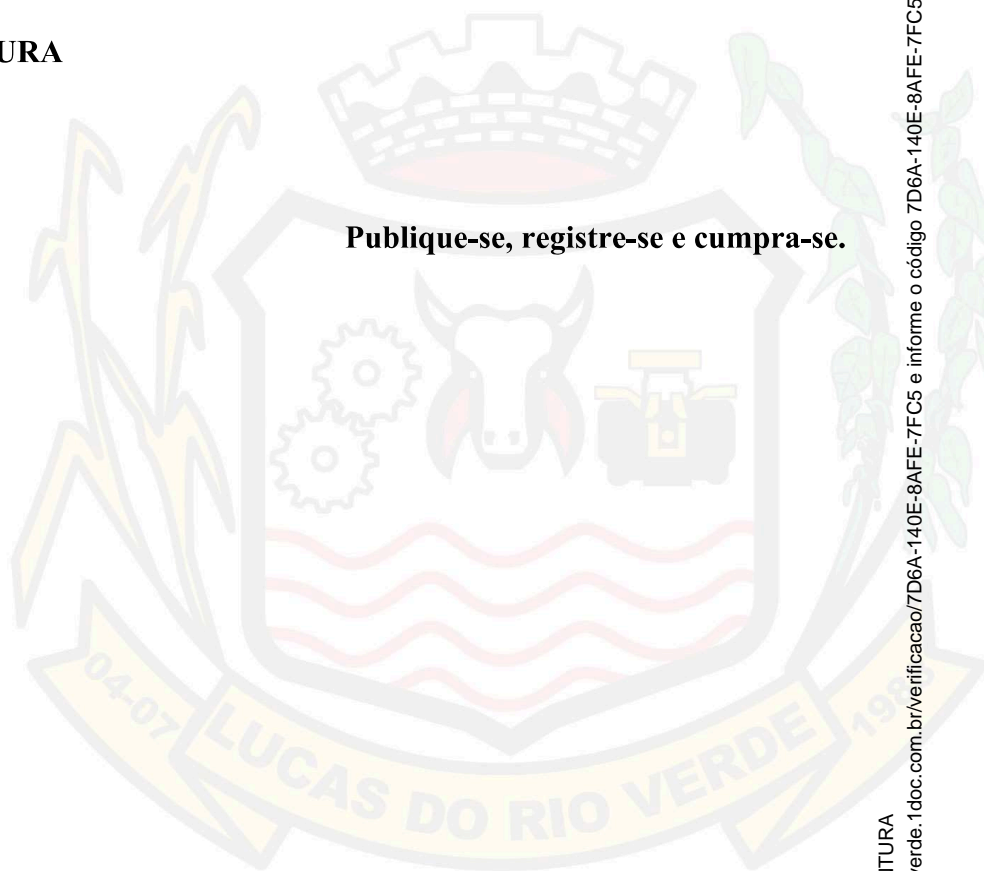 URA
Publique-se, registre-se e cumpra-se.
04-07
LUCAS DO RIO VERDE
ITURA
verde.1doc.com.br/verificacao/7D6A-140E-8AFE-7FC5 e informe o código 7D6A-140E-8AFE-7FC5